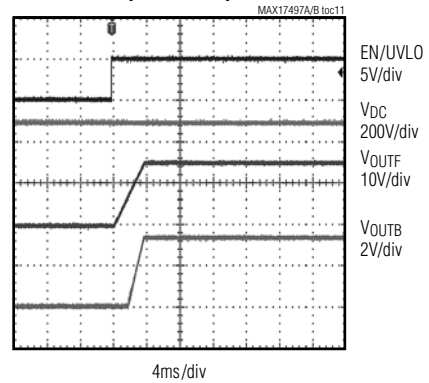 MAX17497A/B toc11
EN/UVLO
5V/div
VDC
200V/div
VOUTF
10V/div
VOUTB
2V/div
4ms/div